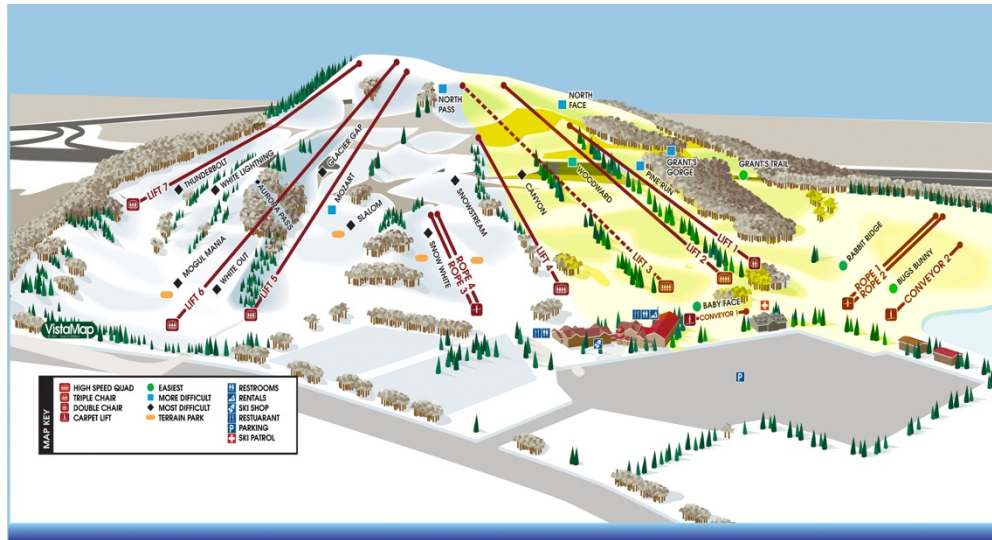 NORTH
PASS
NORTH
FACE
GLACIER GAP
THUNDERBOLT
WHITE LIGHTNING
LIFT 7
AURORA PASS
MOZART
SLALOM
SNOWSTREAM
CANYON
WOODWARD
PINE RUN
GRANT'S
GORGE
GRANT'S TRAIL
MOGUL MANIA
WHITE OUT
LIFT 6
LIFT 5
SNOW WHITE
ROPE 4
ROPE 3
LIFT 4
LIFT 3
LIFT 2
LIFT 1
RABBIT RIDGE
ROPE 1
ROPE 2
BUGS BUNNY
CONVEYOR 2
BABY FACE
CONVEYOR 1
VistaMap
P
MAP KEY
HIGH SPEED QUAD
TRIPLE CHAIR
DOUBLE CHAIR
CARPET LIFT
EASIEST
MORE DIFFICULT
MOST DIFFICULT
TERRAIN PARK
RESTROOMS
RENTALS
SKI SHOP
RESTUARANT
P PARKING
SKI PATROL